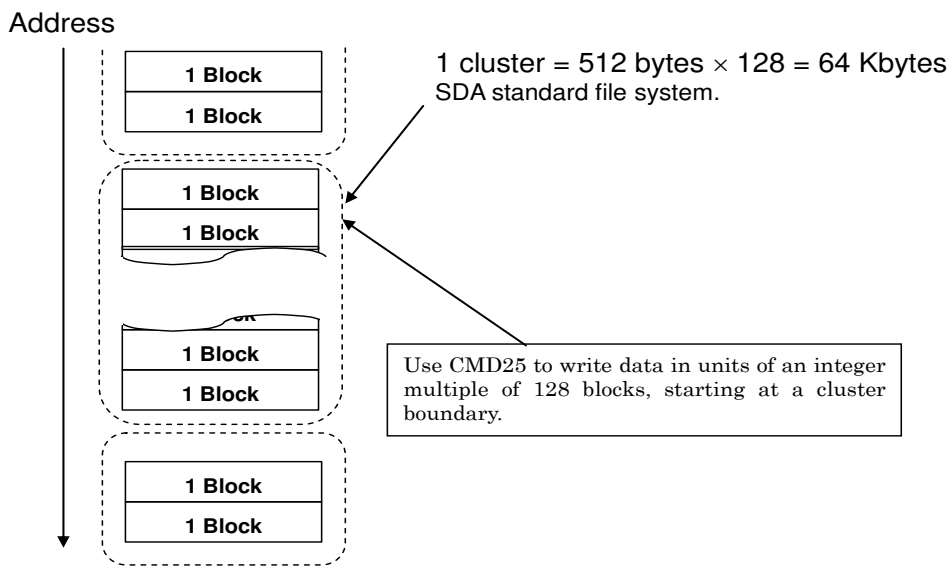 Address
1 Block
1 Block
1 cluster = 512 bytes × 128 = 64 Kbytes
SDA standard file system.
1 Block
1 Block
1 Block
1 Block
Use CMD25 to write data in units of an integer
multiple of 128 blocks, starting at a cluster
boundary.
1 Block
1 Block